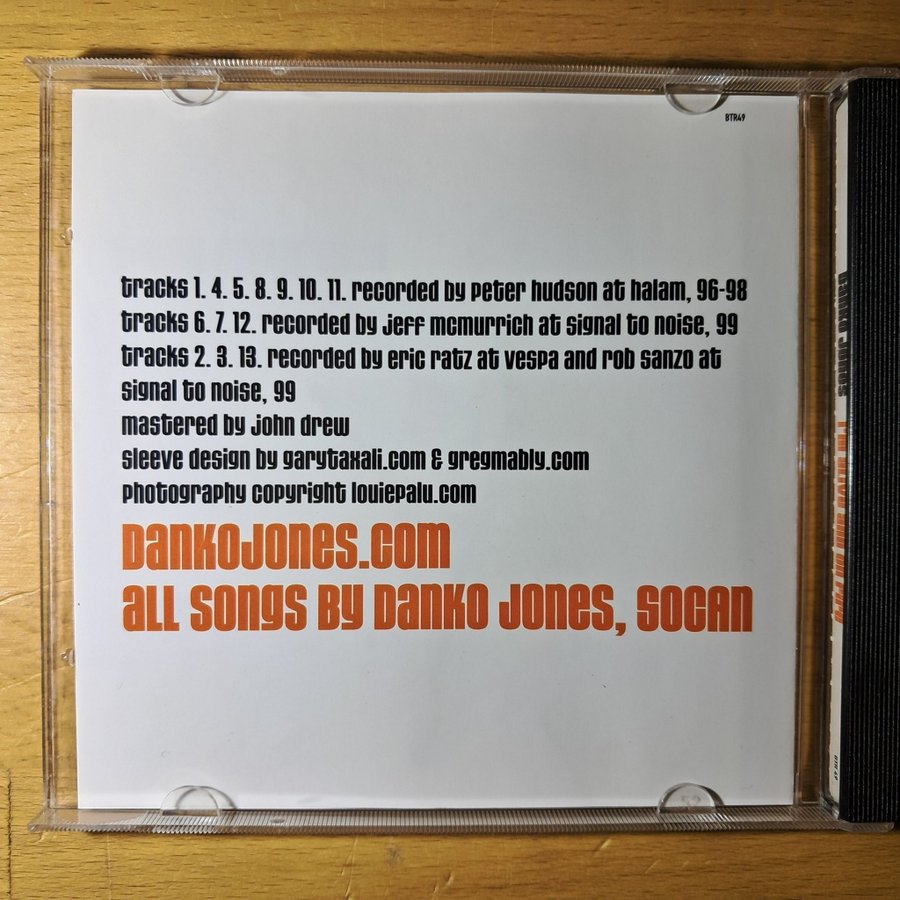 BTR49
tracks 1. 4. 5. 8. 9. 10. 11. recorded by peter hudson at halam, 96-98
tracks 6. 7. 12. recorded by jeff mcmurrich at signal to noise, 99
tracks 2. 3. 13. recorded by eric ratz at vespa and rob sanzo at
signal to noise, 99
mastered by john drew
sleeve design by garytaxali.com & gregmably.com
photography copyright louiepalu.com
Dankojones.com
all songs by Danko Jones, SOCAN
danko jones